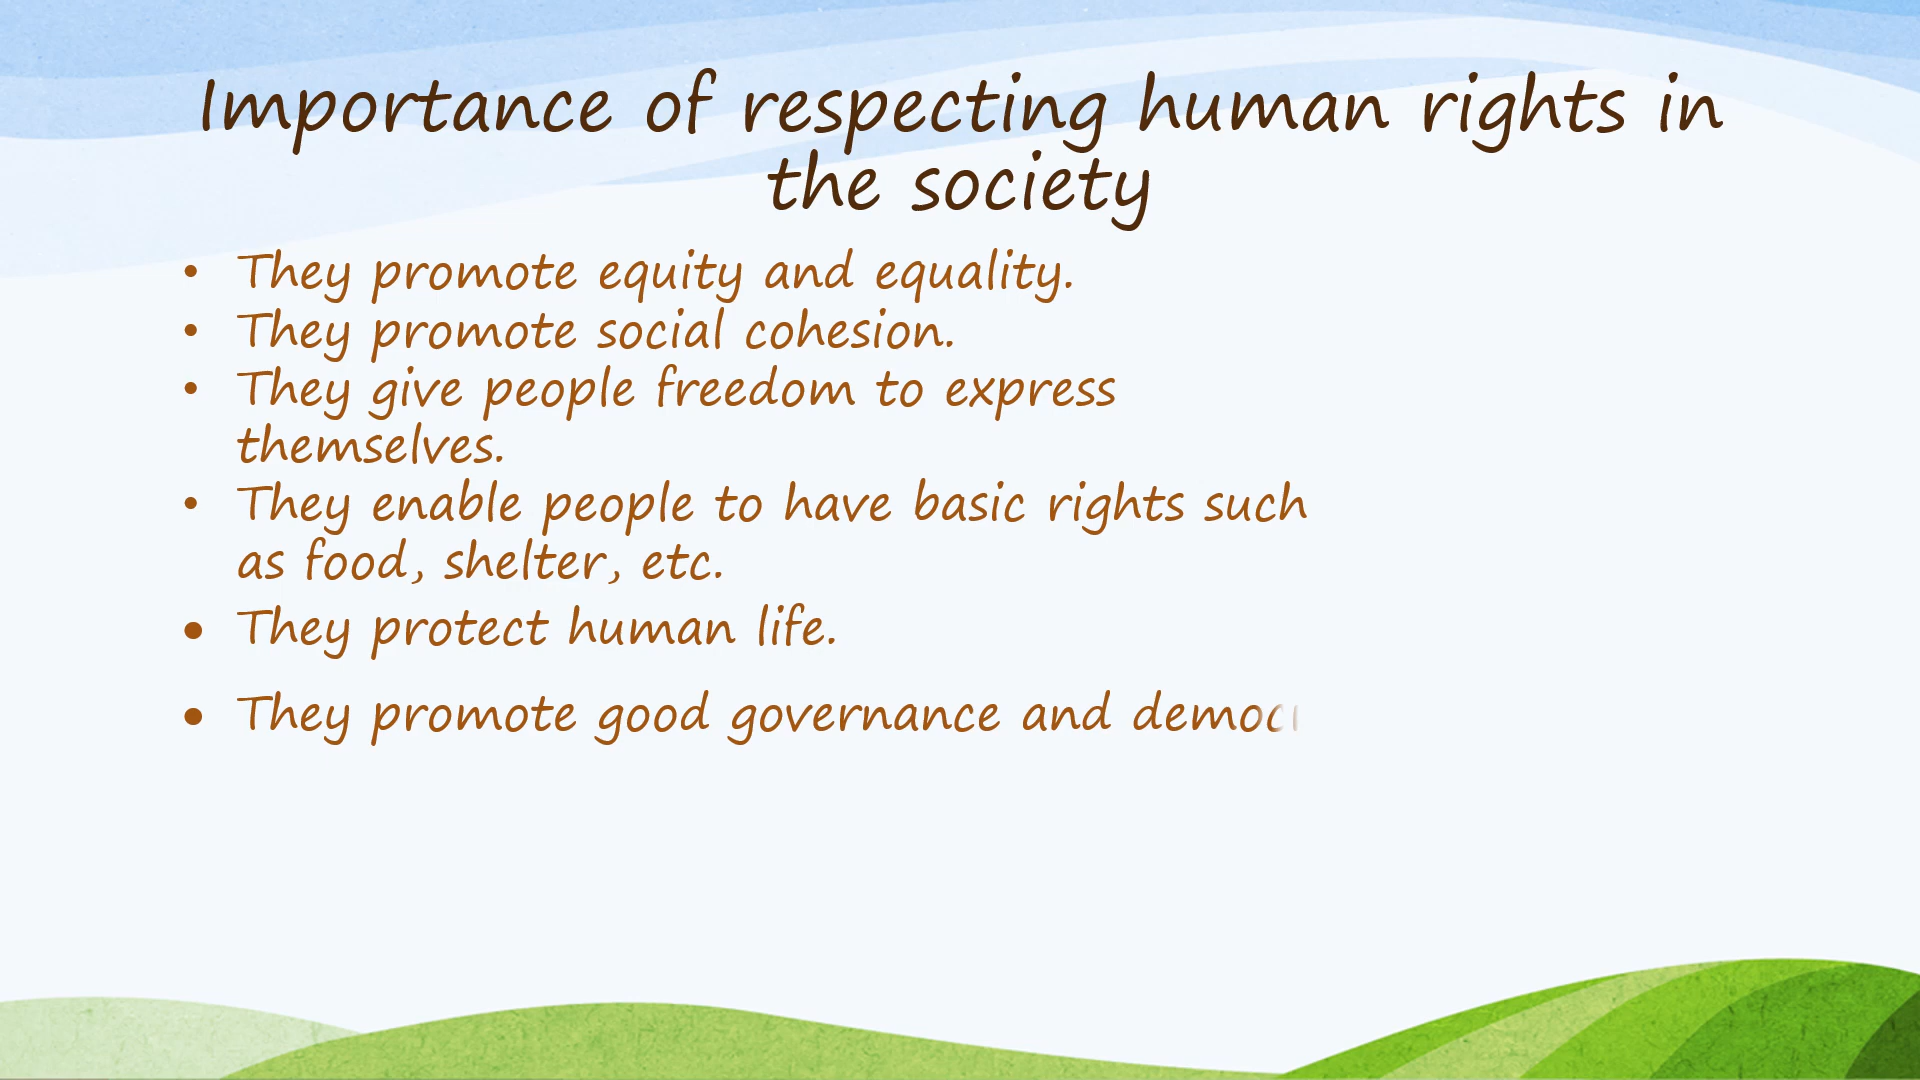 Importance of respecting human rights in
the society
• They promote equity and equality.
• They promote social cohesion.
• They give people freedom to express
themselves.
• They enable people to have basic rights such
as food, shelter, etc.
• They protect human life.
• They promote good governance and